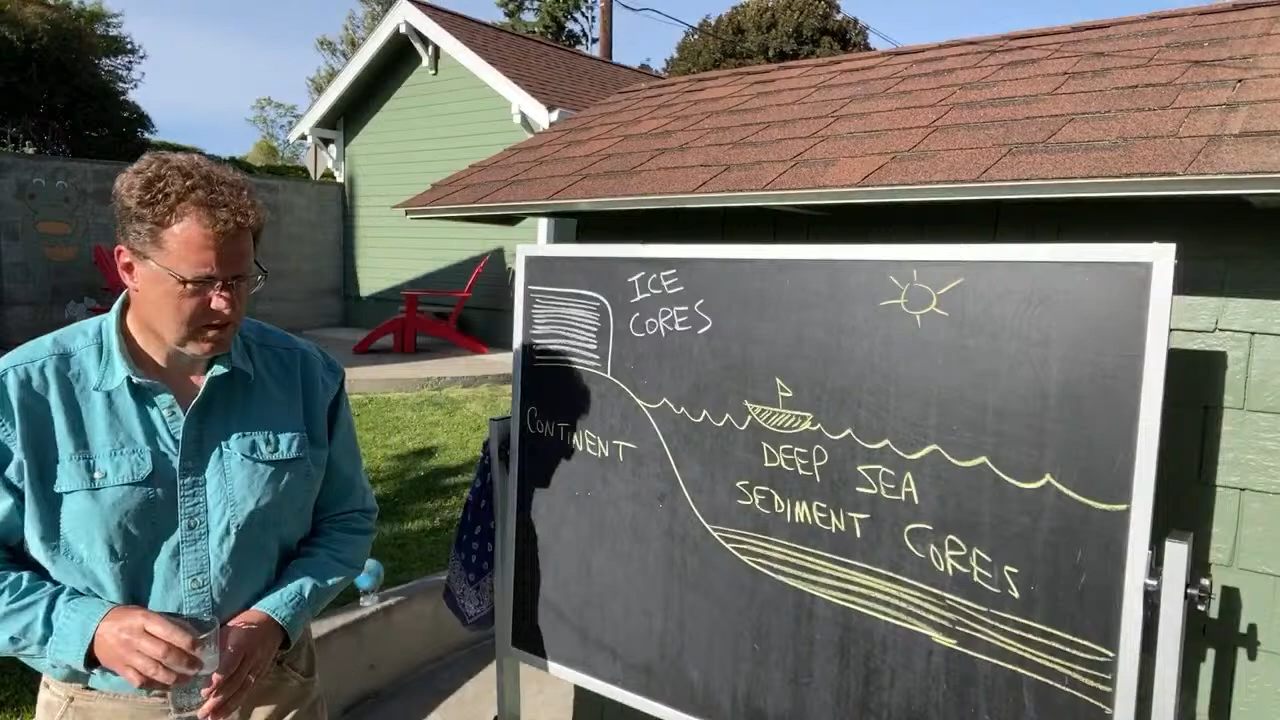 ICE
CORES
CONTINENT
DEEP SEA
SEDIMENT CORES